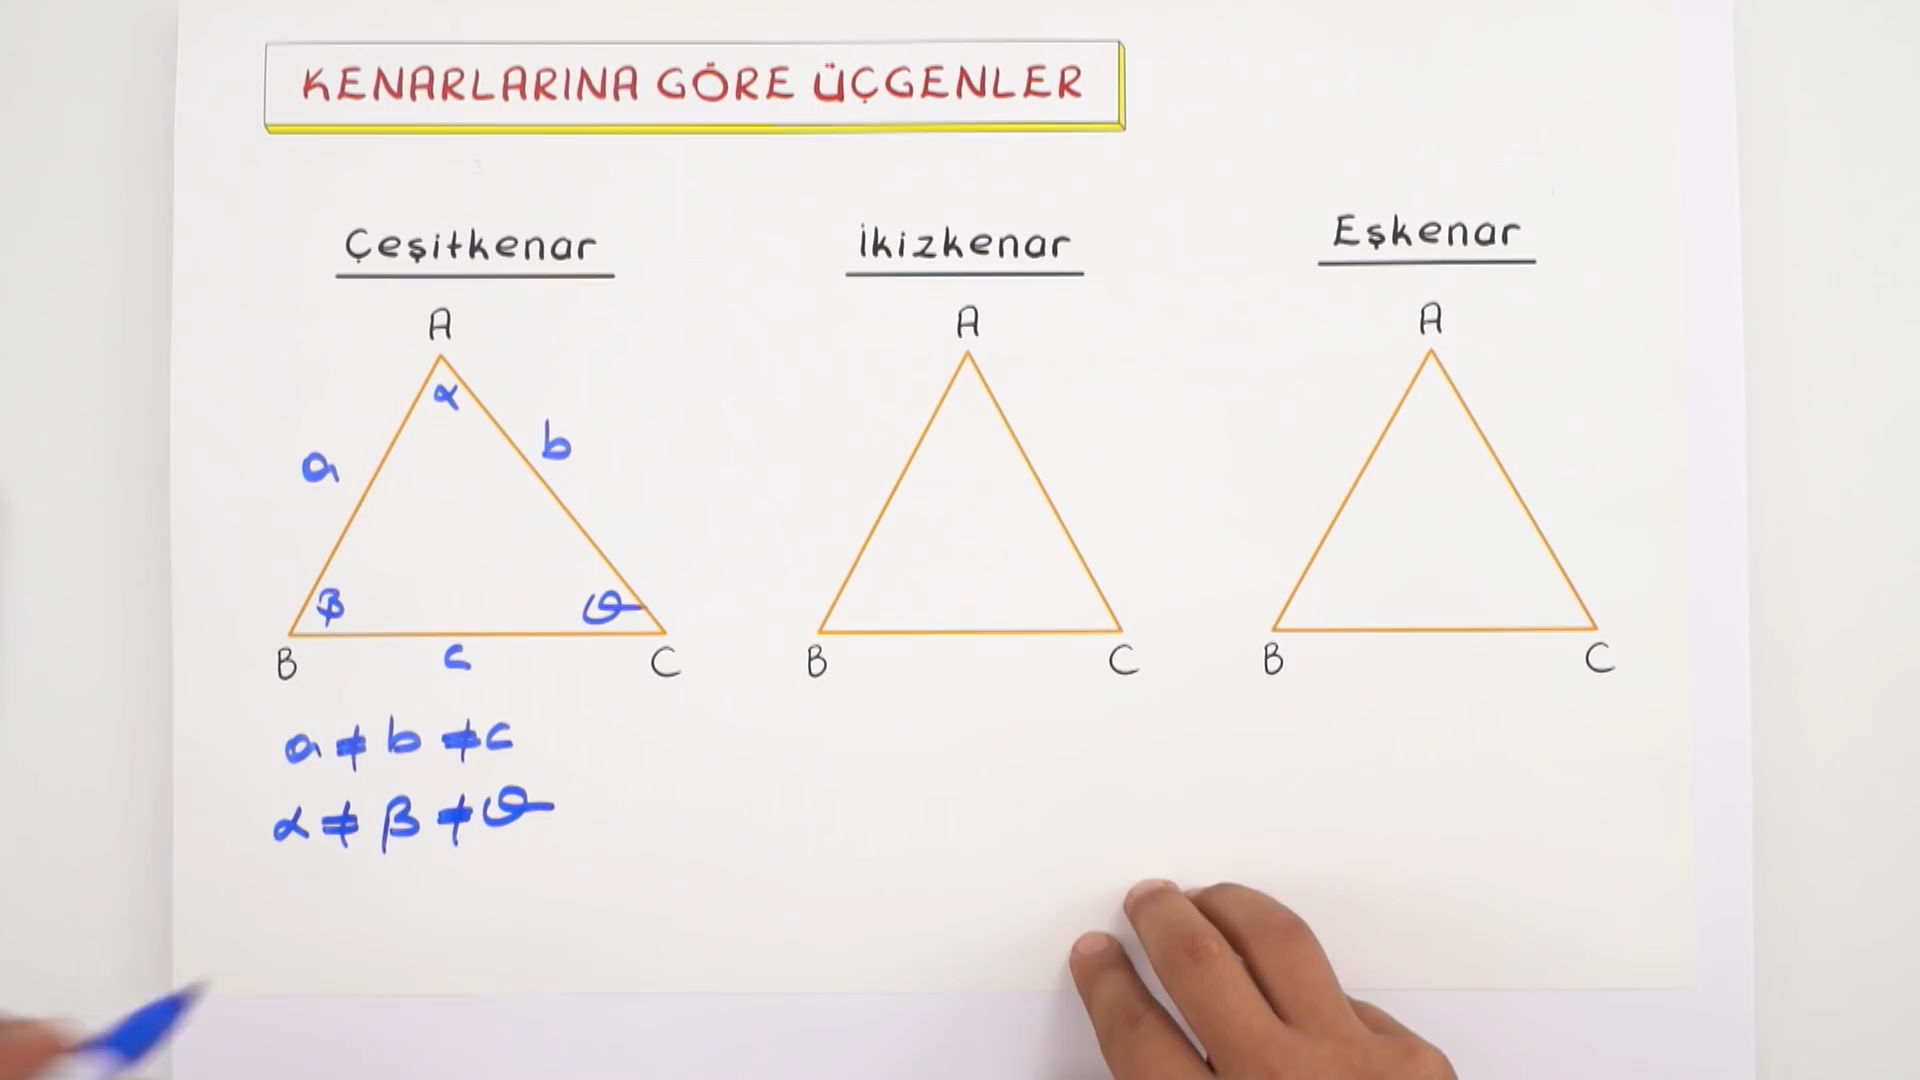 KENARLARINA GÖRE ÜÇGENLER
Çeşitkenar
İkizkenar
Eşkenar
A
A
A
α
b
a
β
θ
B
c
C
B
C
B
C
a ≠ b ≠ c
α ≠ β ≠ θ